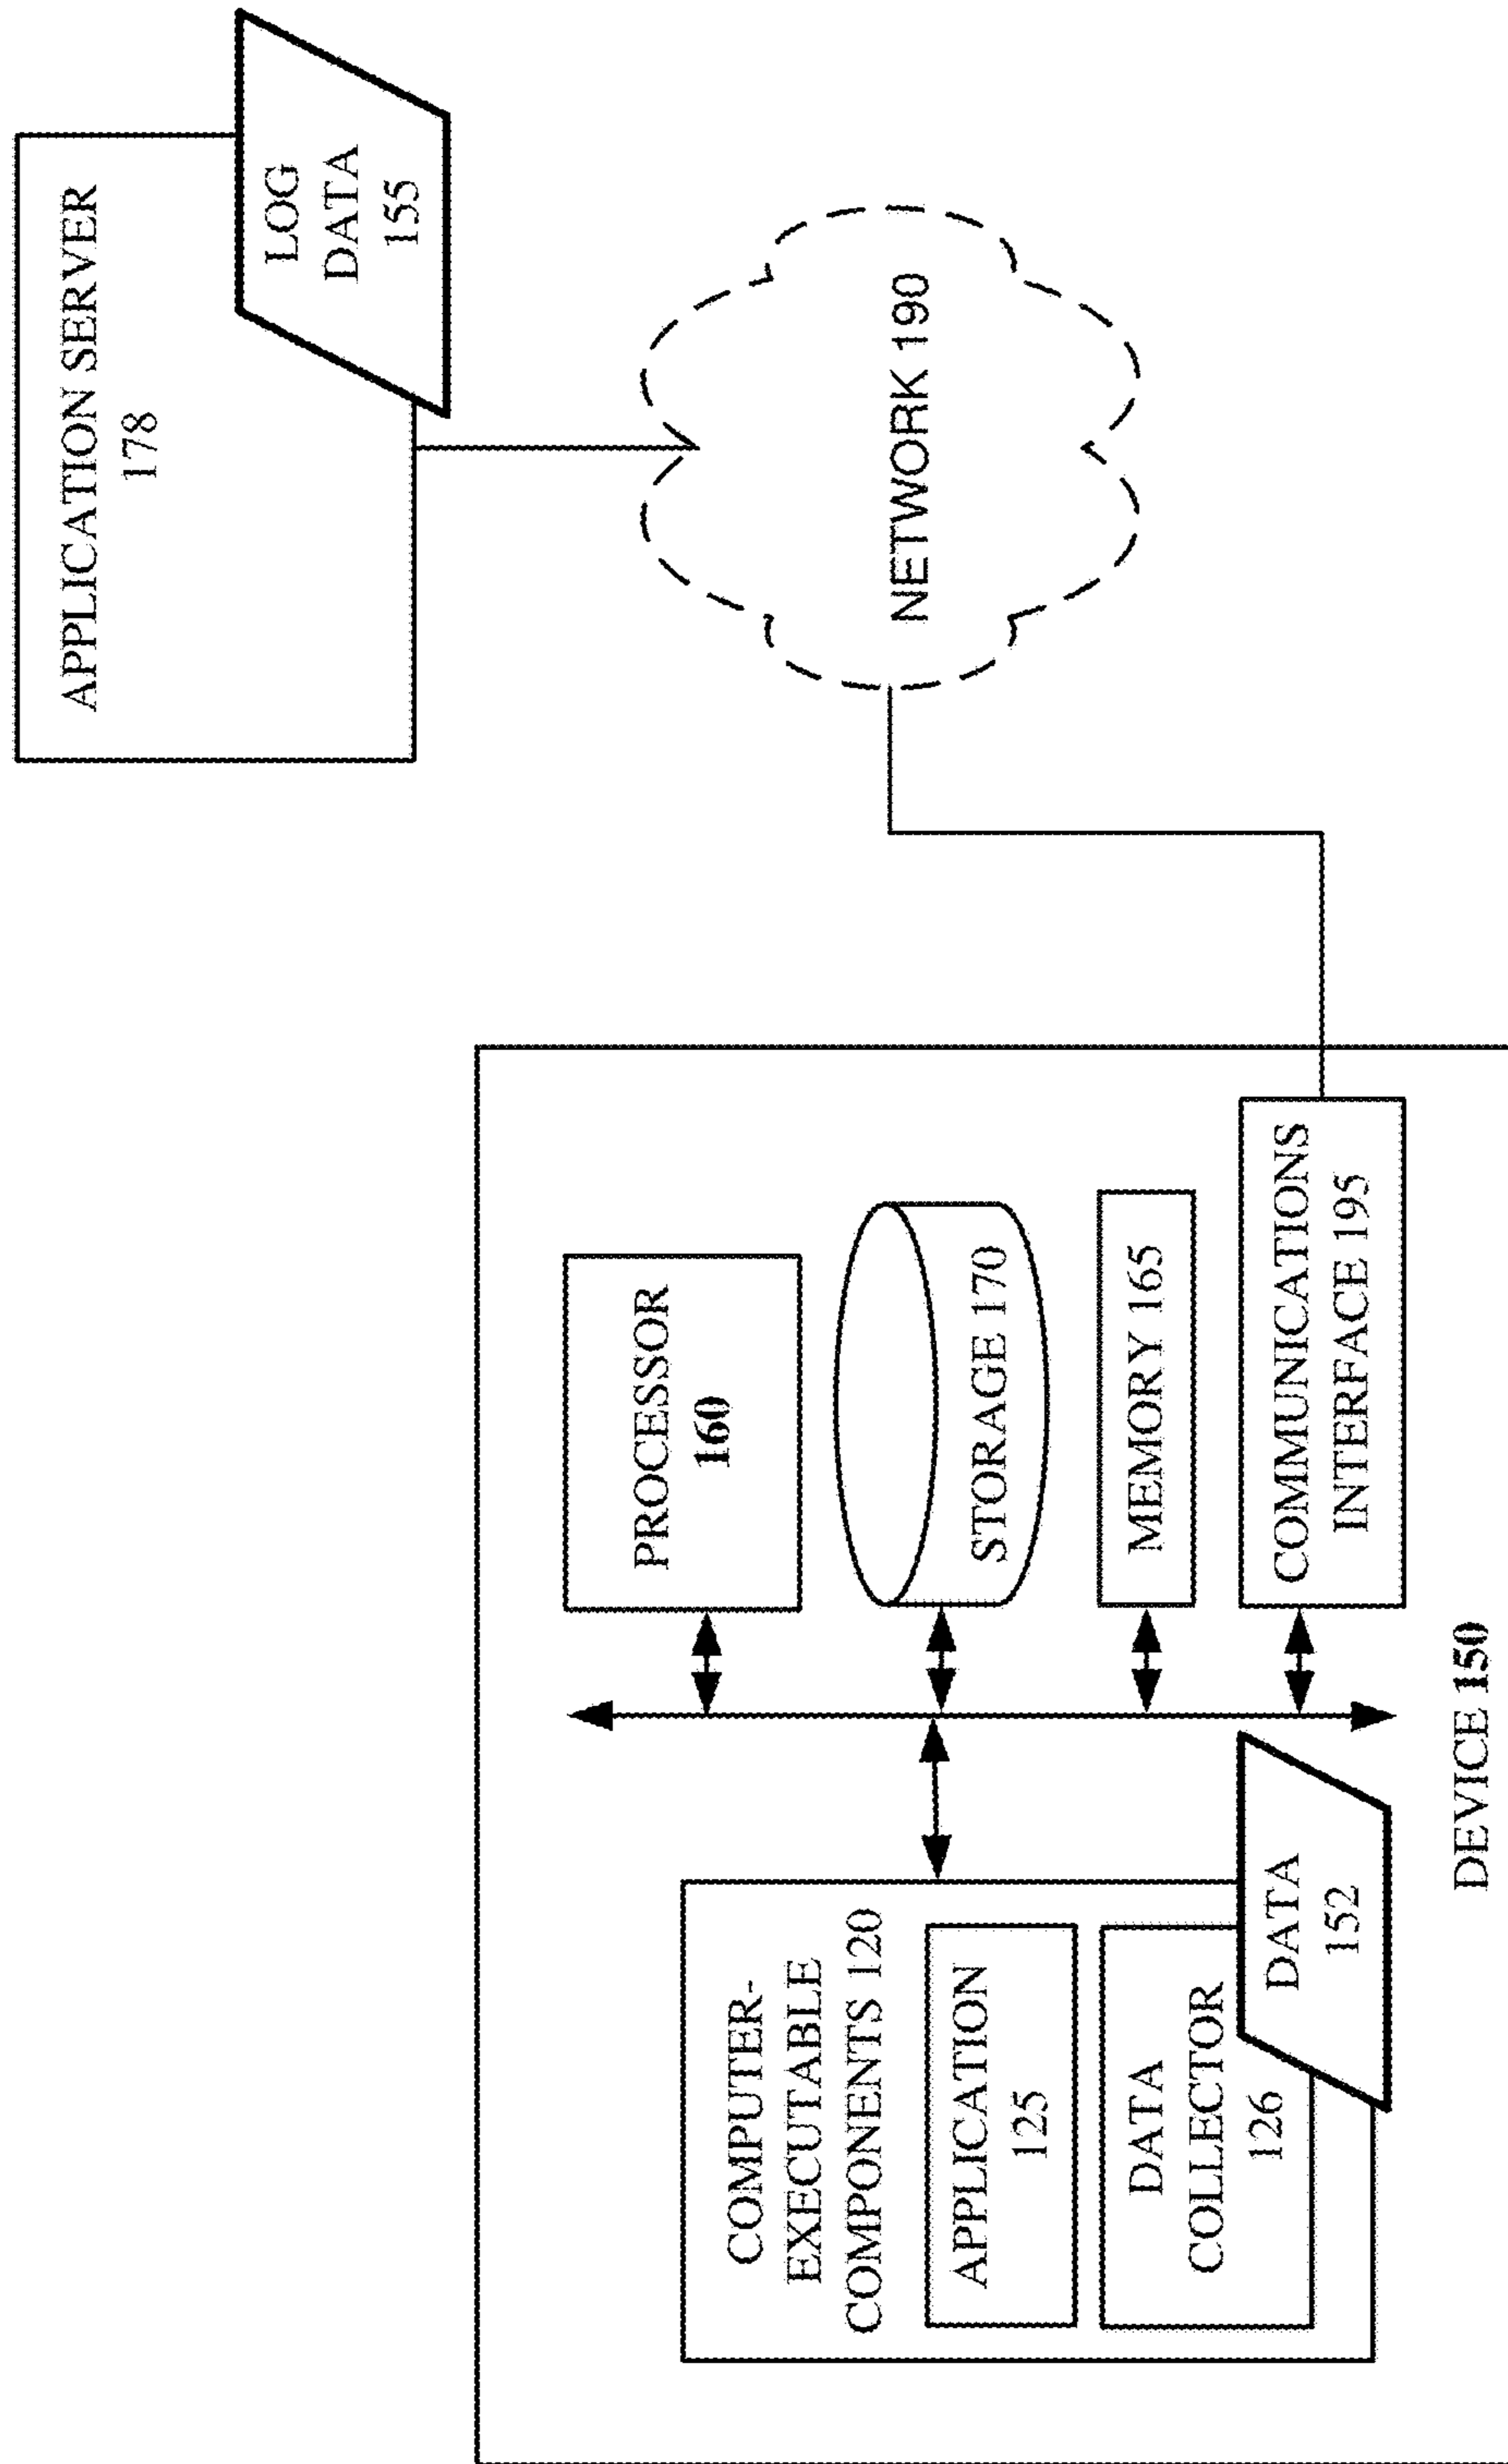 APPLICATION SERVER
178
LOG
DATA
155
NETWORK 190
PROCESSOR
160
STORAGE 170
MEMORY 165
COMMUNICATIONS
INTERFACE 195
COMPUTER-
EXECUTABLE
COMPONENTS 120
APPLICATION
125
DATA
COLLECTOR
126
DATA
152
DEVICE 150